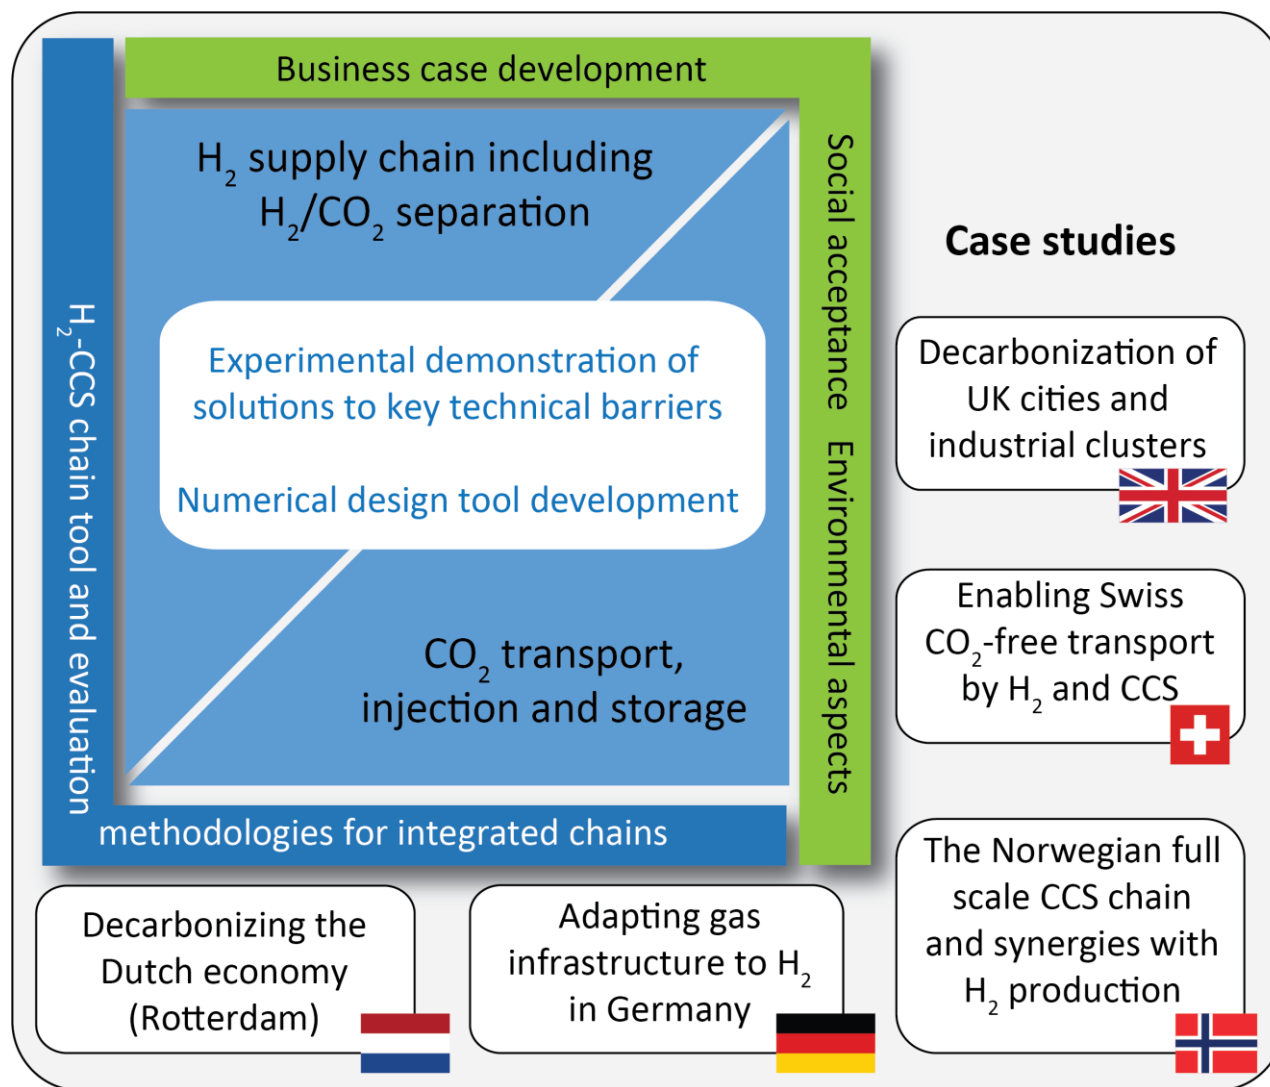 Business case development
H₂ supply chain including
H₂/CO₂ separation
Experimental demonstration of
solutions to key technical barriers
Numerical design tool development
CO₂ transport,
injection and storage
H₂-CCS chain tool and evaluation
methodologies for integrated chains
Social acceptance Environmental aspects
Case studies
Decarbonization of
UK cities and
industrial clusters
Enabling Swiss
CO₂-free transport
by H₂ and CCS
The Norwegian full
scale CCS chain
and synergies with
H₂ production
Decarbonizing the
Dutch economy
(Rotterdam)
Adapting gas
infrastructure to H₂
in Germany